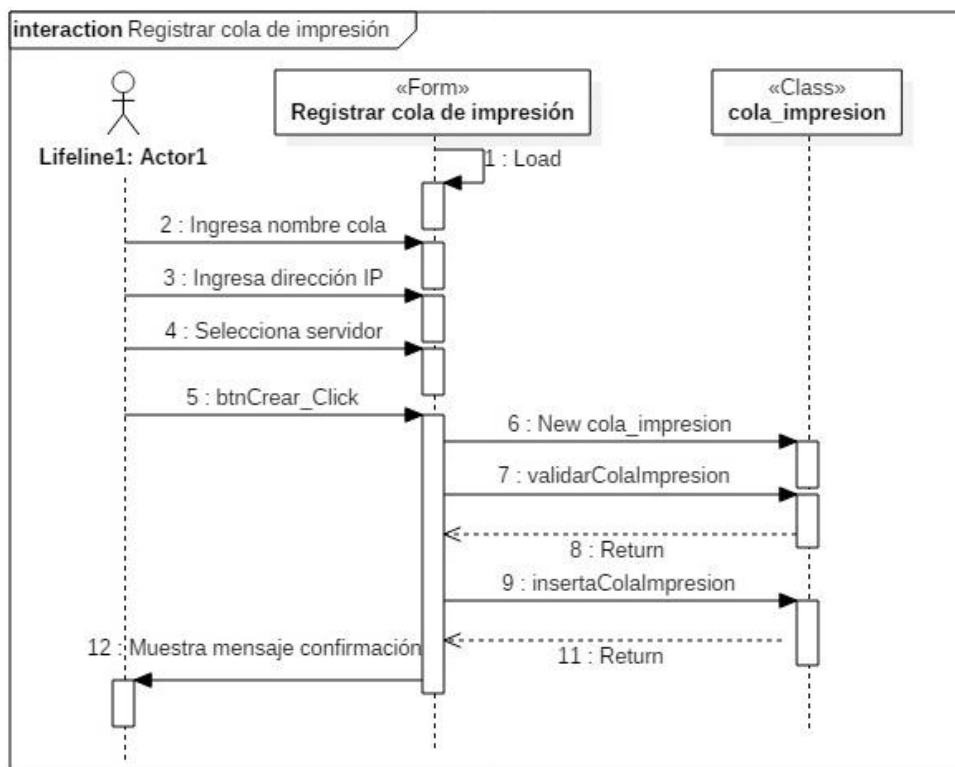 interaction Registrar cola de impresión
«Form»
Registrar cola de impresión
«Class»
cola_impresion
Lifeline1: Actor1
1 : Load
2 : Ingresa nombre cola
3 : Ingresa dirección IP
4 : Selecciona servidor
5 : btnCrear_Click
6 : New cola_impresion
7 : validarColaImpresion
8 : Return
9 : insertaColaImpresion
11 : Return
12 : Muestra mensaje confirmación